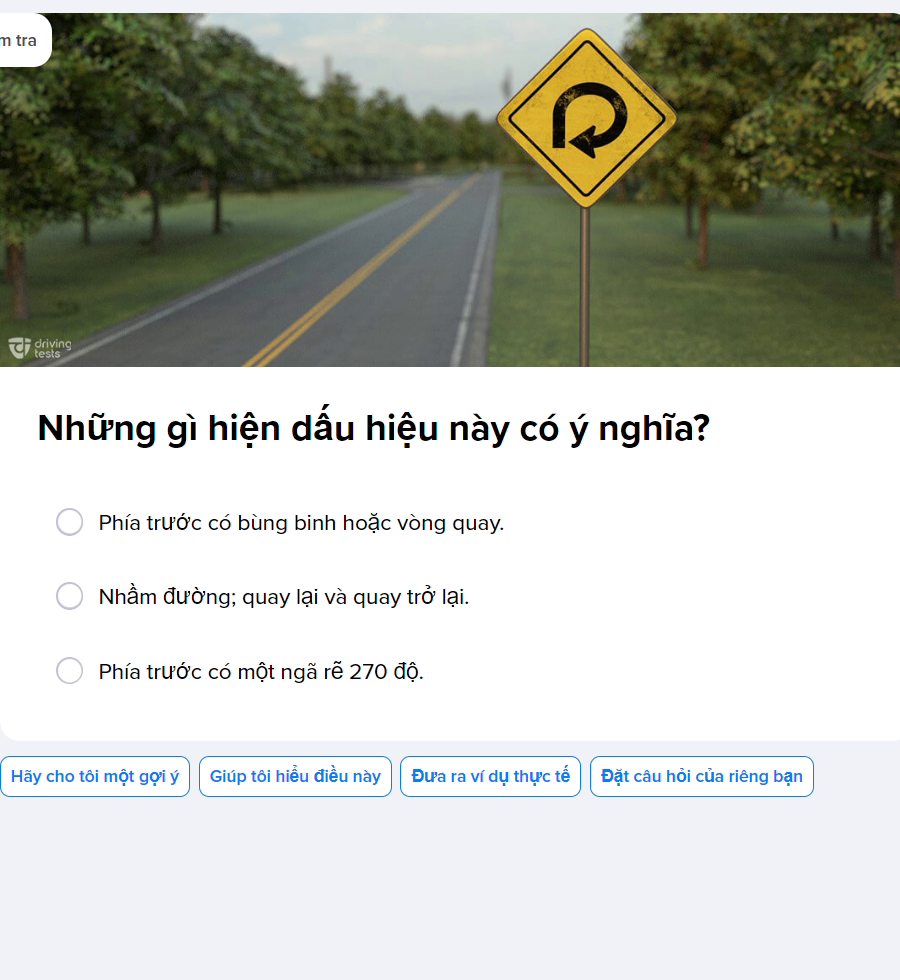 m tra
driving
tests
Những gì hiện dấu hiệu này có ý nghĩa?
Phía trước có bùng binh hoặc vòng quay.
Nhầm đường; quay lại và quay trở lại.
Phía trước có một ngã rẽ 270 độ.
Hãy cho tôi một gợi ý
Giúp tôi hiểu điều này
Đưa ra ví dụ thực tế
Đặt câu hỏi của riêng bạn